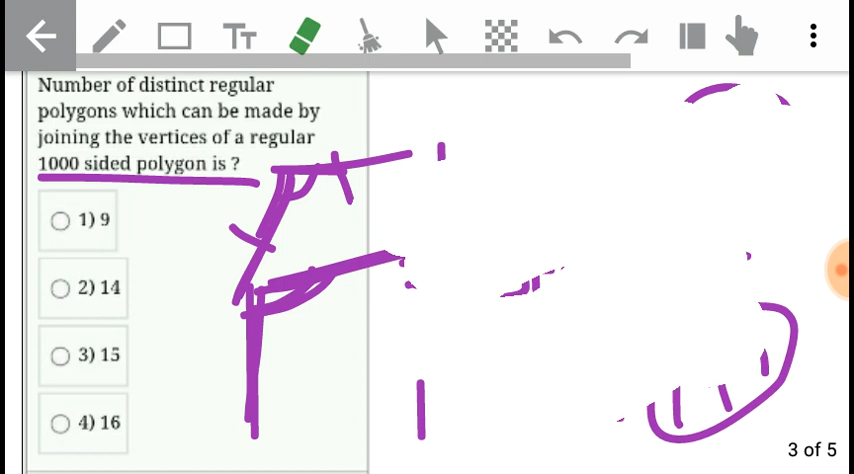 TT
Number of distinct regular
polygons which can be made by
joining the vertices of a regular
1000 sided polygon is ?
1) 9
2) 14
3) 15
4) 16
3 of 5